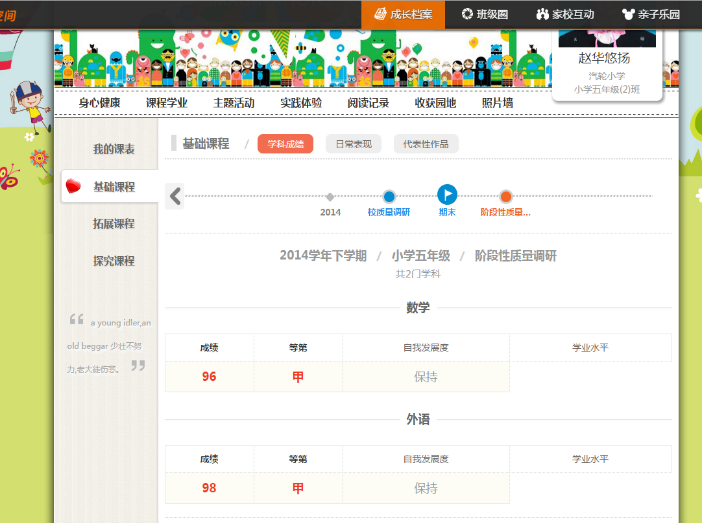 空间 成长档案 班级圈 家校互动 亲子乐园
赵华悠扬
汽轮小学
小学五年级(2)班
身心健康 课程学业 主题活动 实践体验 阅读记录 收获园地 照片墙
我的课表
基础课程
拓展课程
探究课程
“ a young idler,an
old beggar 少壮不努
力,老大徒伤悲。 ”
基础课程 / 学科成绩 日常表现 代表性作品
2014 校质量调研 期末 阶段性质量...
2014学年下学期 / 小学五年级 / 阶段性质量调研
共2门学科
数学
成绩 等第 自我发展度 学业水平
96 甲 保持
外语
成绩 等第 自我发展度 学业水平
98 甲 保持